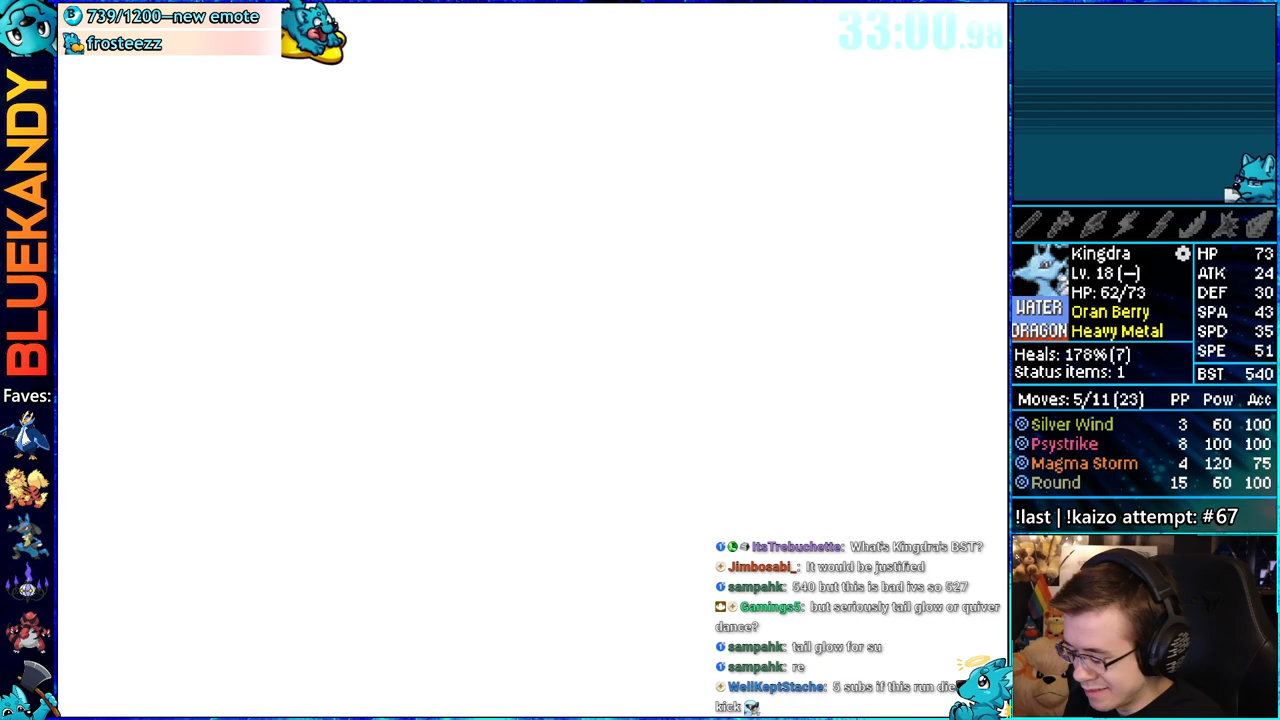 739/1200—new emote
frosteezz
33:00.98
BLUEKANDY
Faves:
Kingdra
Lv. 18 (—)
HP: 62/73
Oran Berry
Heavy Metal
WATER
DRAGON
Heals: 178% (7)
Status items: 1
HP 73
ATK 24
DEF 30
SPA 43
SPD 35
SPE 51
BST 540
Moves: 5/11 (23) PP Pow Acc
Silver Wind 3 60 100
Psystrike 8 100 100
Magma Storm 4 120 75
Round 15 60 100
!last | !kaizo attempt: #67
ItsTrebuchette: What's Kingdra's BST?
Jimbosabi_: It would be justified
sampahk: 540 but this is bad ivs so 527
Gamings5: but seriously tail glow or quiver
dance?
sampahk: tail glow for su
sampahk: re
WellKeptStache: 5 subs if this run die
kick